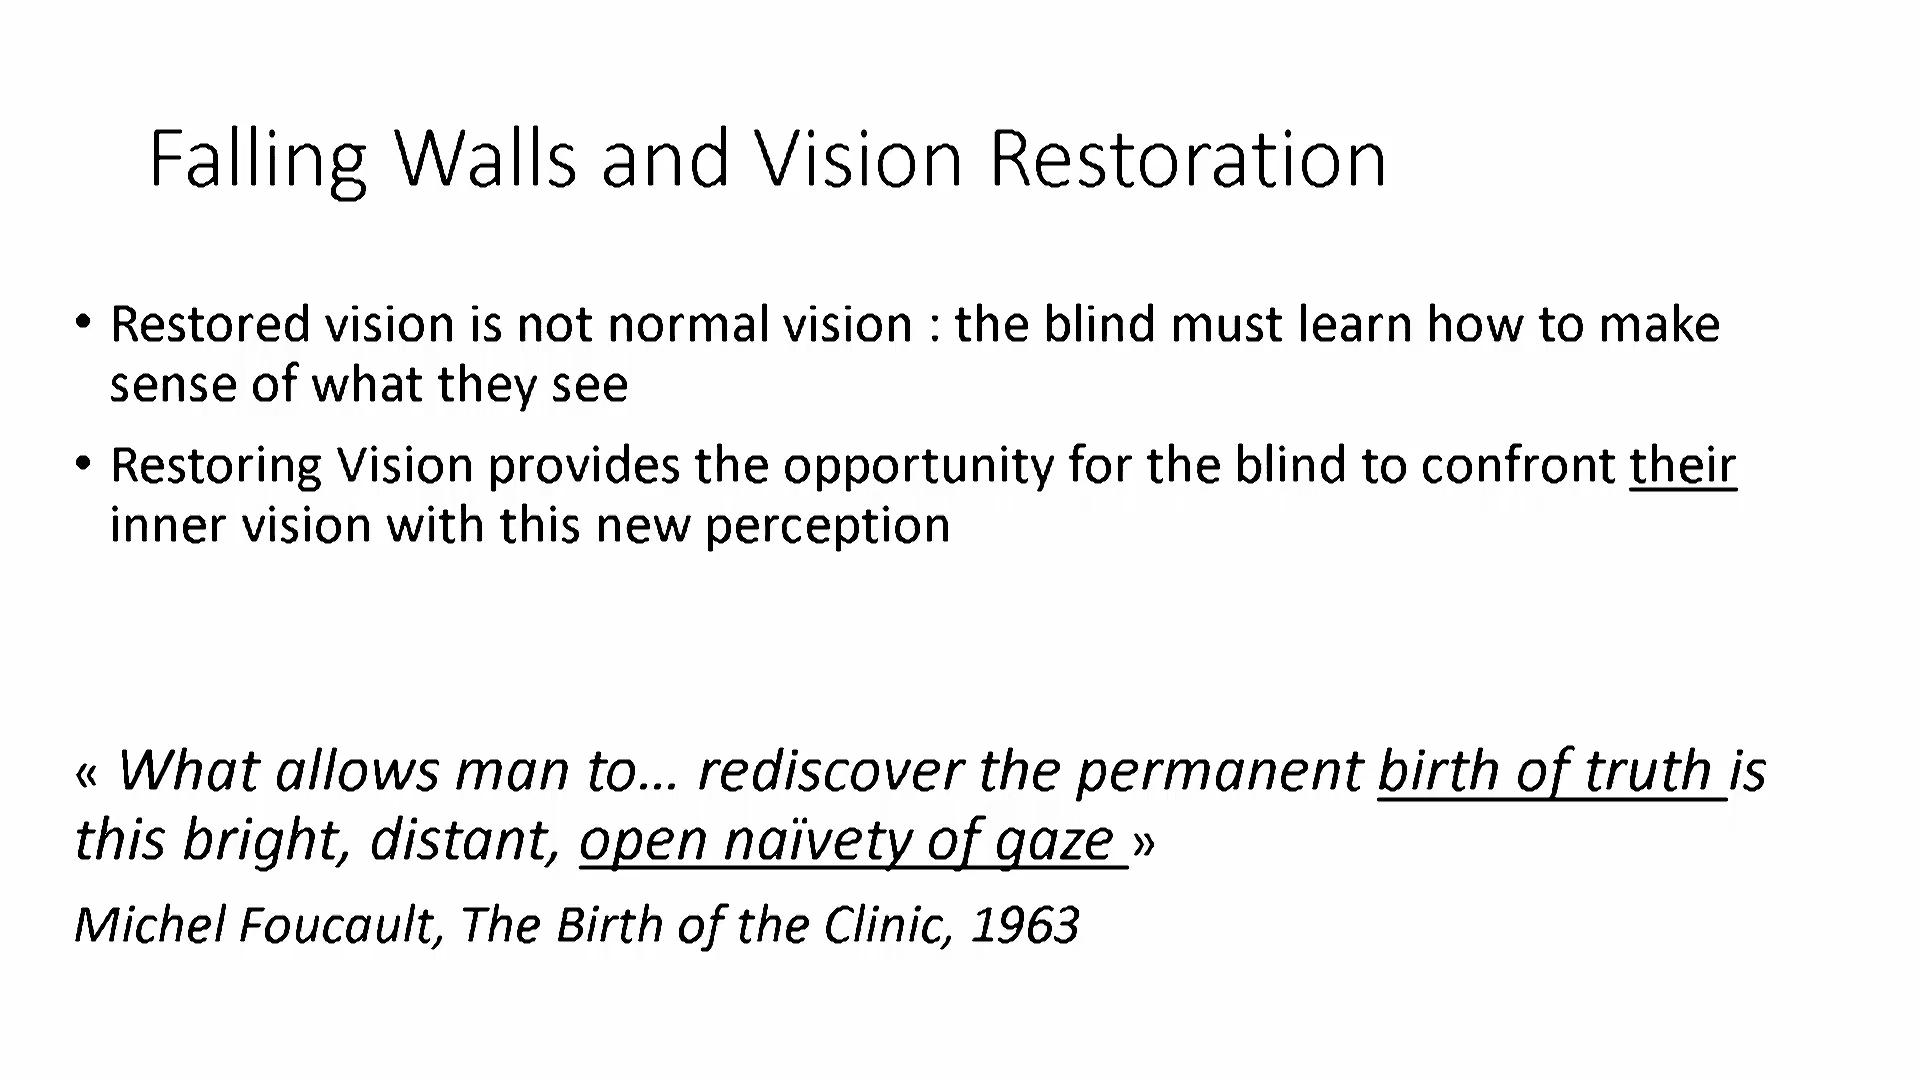 Falling Walls and Vision Restoration
• Restored vision is not normal vision : the blind must learn how to make
sense of what they see
• Restoring Vision provides the opportunity for the blind to confront their
inner vision with this new perception
« What allows man to... rediscover the permanent birth of truth is
this bright, distant, open naïvety of gaze »
Michel Foucault, The Birth of the Clinic, 1963